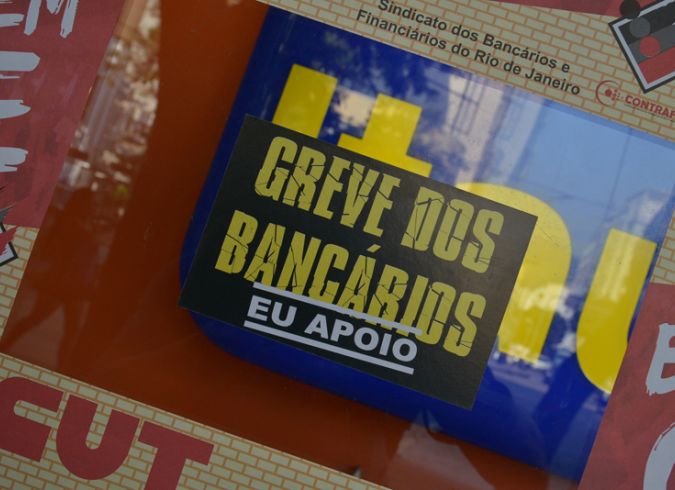 Sindicato dos Bancários e
Financiários do Rio de Janeiro
CONTRAF
GREVE DOS
BANCÁRIOS
EU APOIO
CUT